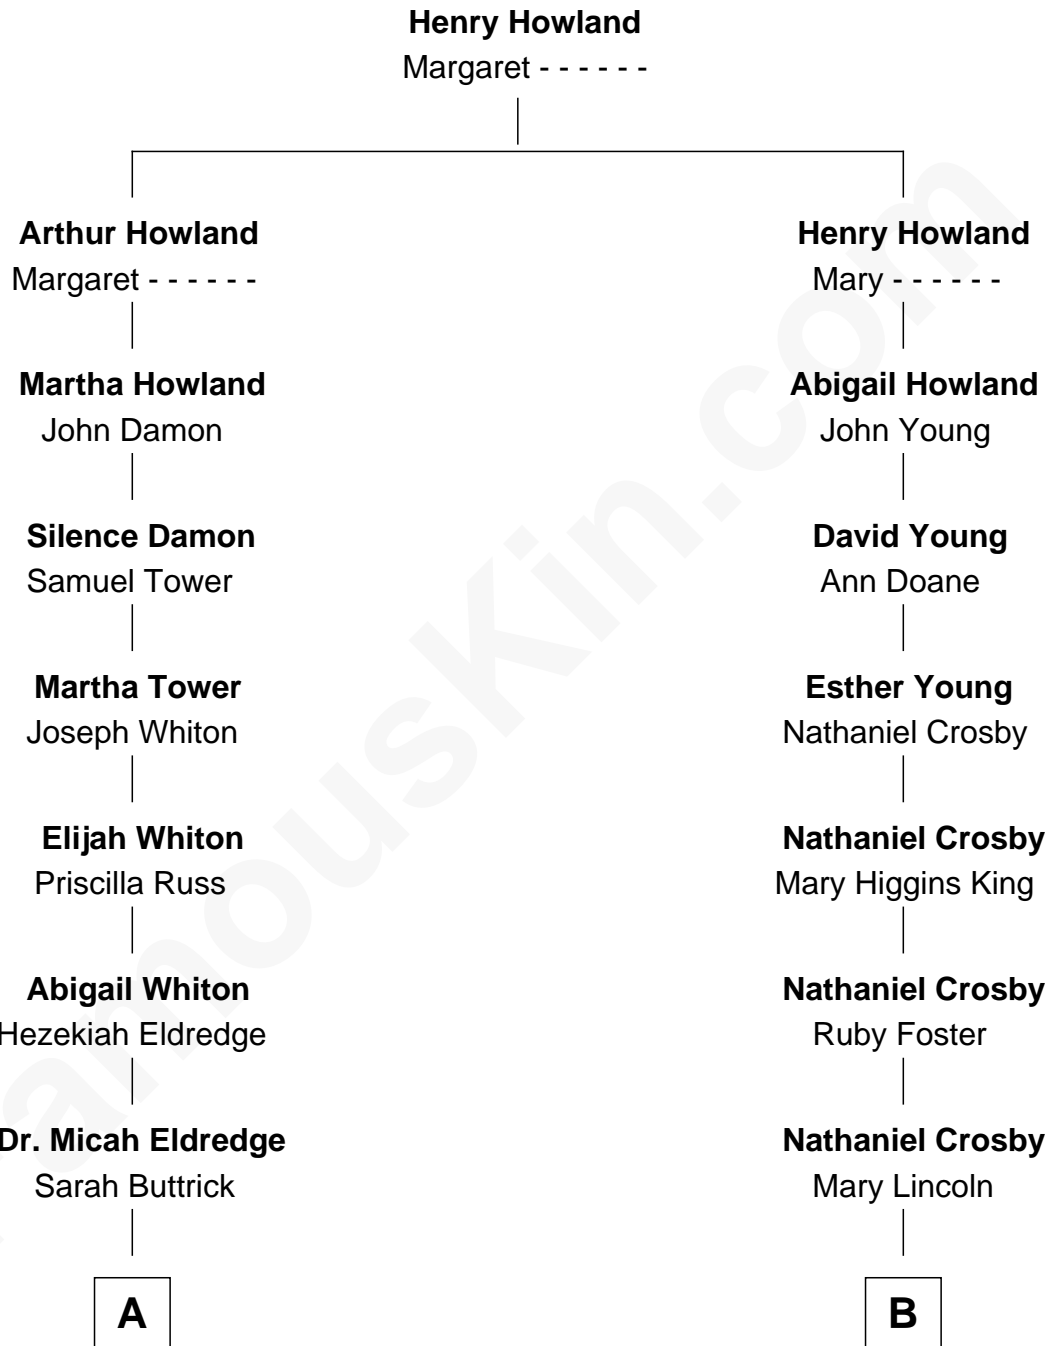 Henry Howland
Margaret - - - - - -
Arthur Howland
Margaret - - - - - -
Martha Howland
John Damon
Silence Damon
Samuel Tower
Martha Tower
Joseph Whiton
Elijah Whiton
Priscilla Russ
Abigail Whiton
Hezekiah Eldredge
Dr. Micah Eldredge
Sarah Buttrick
A
Henry Howland
Mary - - - - - -
Abigail Howland
John Young
David Young
Ann Doane
Esther Young
Nathaniel Crosby
Nathaniel Crosby
Mary Higgins King
Nathaniel Crosby
Ruby Foster
Nathaniel Crosby
Mary Lincoln
B
famouskin.com